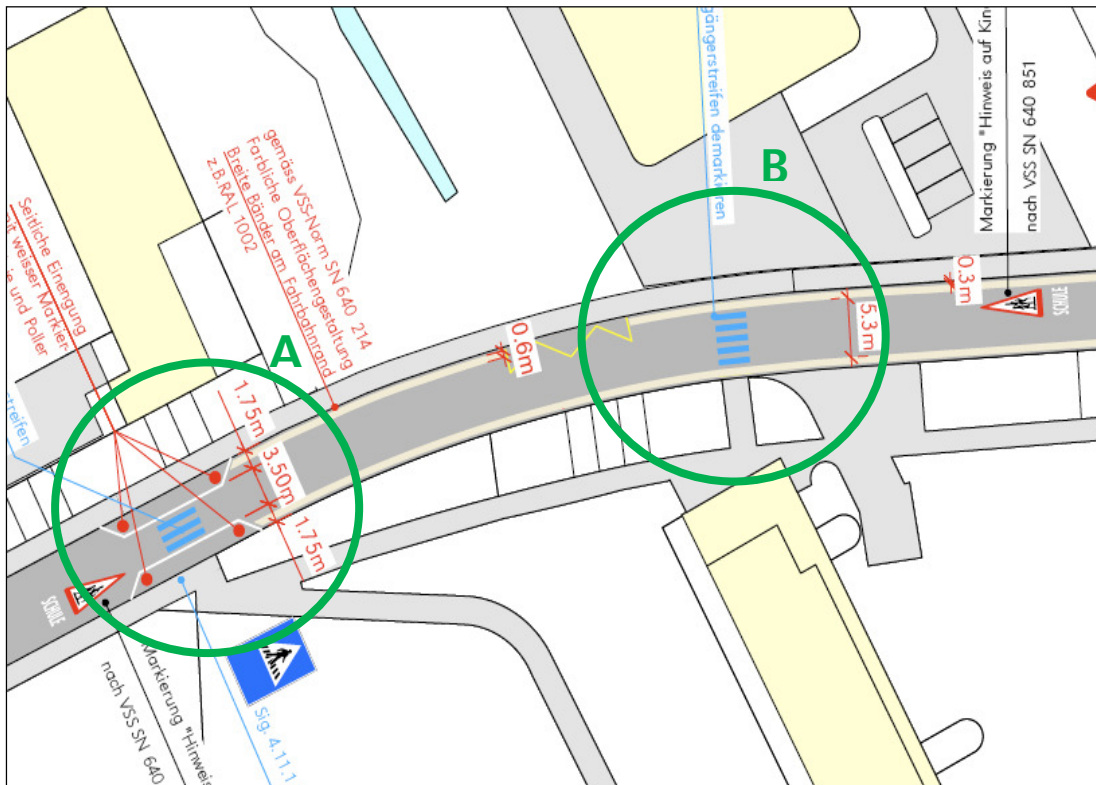 gängerstreifen demarkieren
Markierung "Hinweis auf
nach VSS SN 640 851
B
gemäss VSS-Norm SN 640 214
Farbliche Oberflächengestaltung
Breite Bänder am Fahrbahnrand
z.B.RAL 1002
Seitliche Einengung
weisser Markier-
und Poller
A
streifen
1.75m
3.50m
1.75m
0.6m
5.3m
0.3m
SCHULE
SCHULE
Markierung "Hinweis
nach VSS SN 640
Sig. 4.11.1